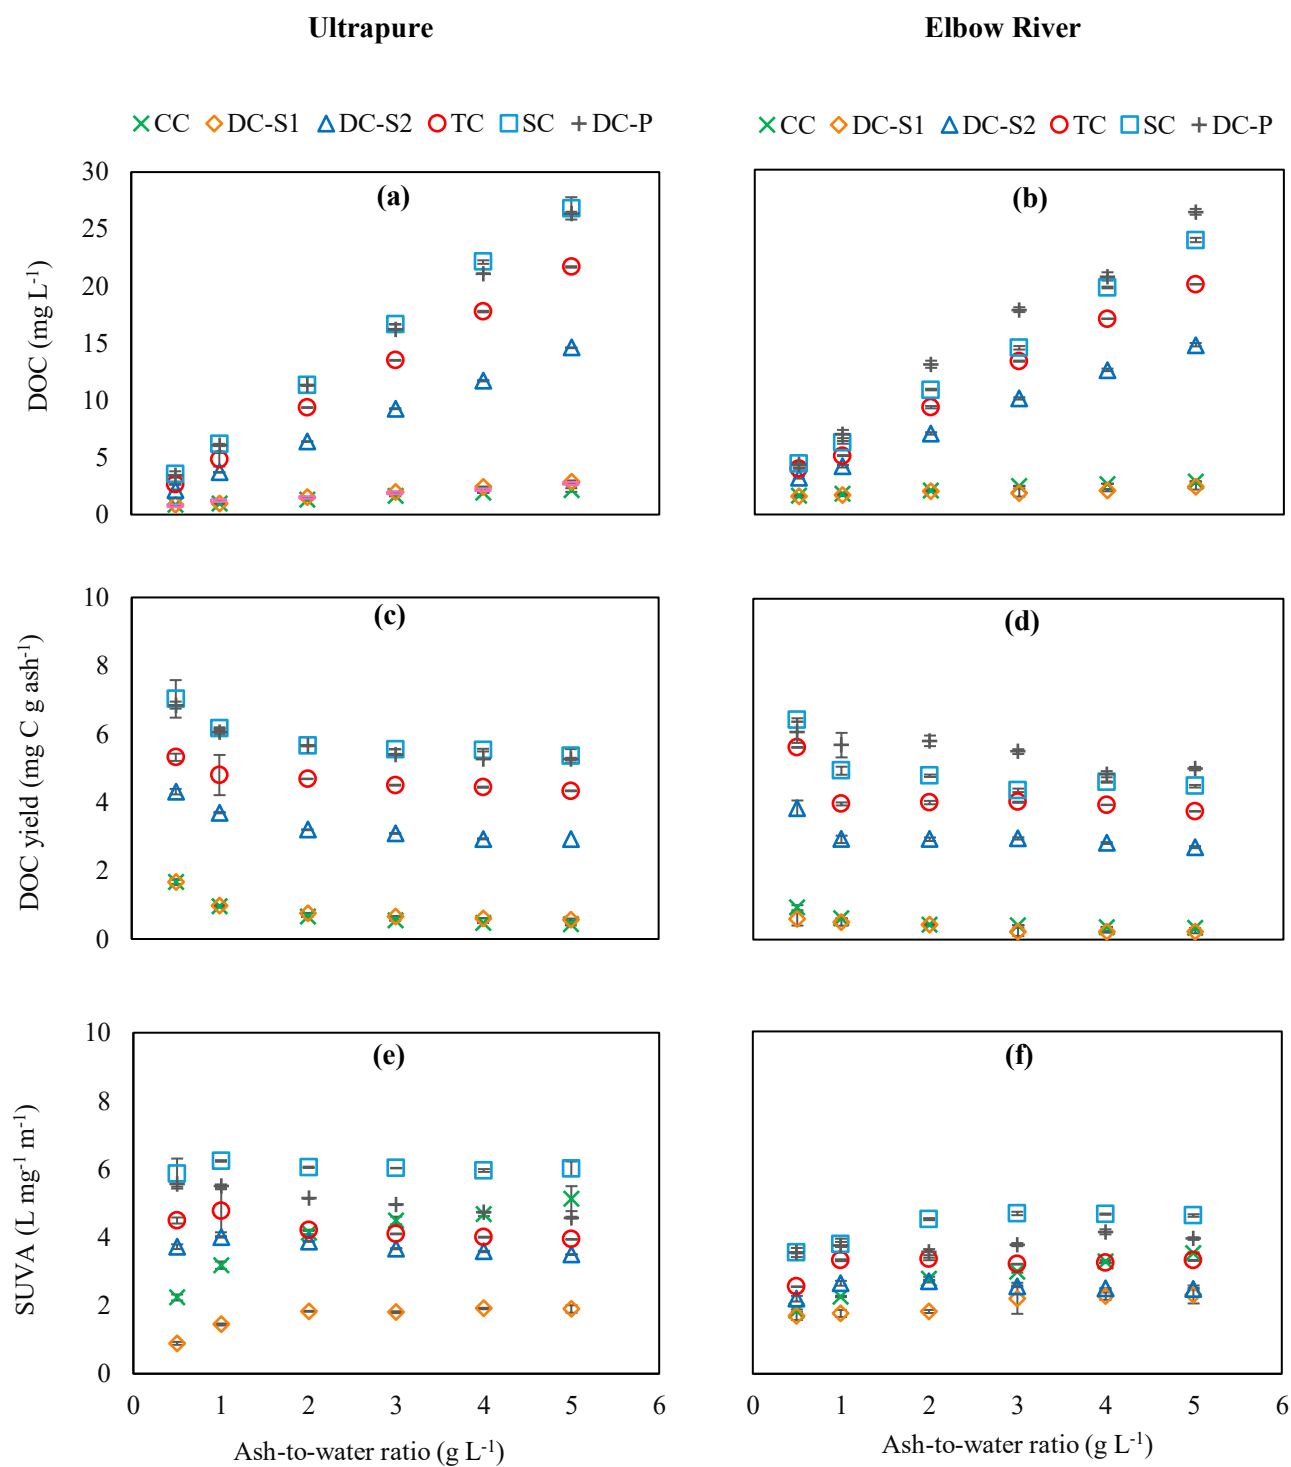 Ultrapure Elbow River
CC DC-S1 DC-S2 TC SC DC-P CC DC-S1 DC-S2 TC SC DC-P
(a) (b)
DOC (mg L⁻¹)
30
25
20
15
10
5
0
(c) (d)
DOC yield (mg C g ash⁻¹)
10
8
6
4
2
0
(e) (f)
SUVA (L mg⁻¹ m⁻¹)
10
8
6
4
2
0
0 1 2 3 4 5 6 0 1 2 3 4 5 6
Ash-to-water ratio (g L⁻¹) Ash-to-water ratio (g L⁻¹)